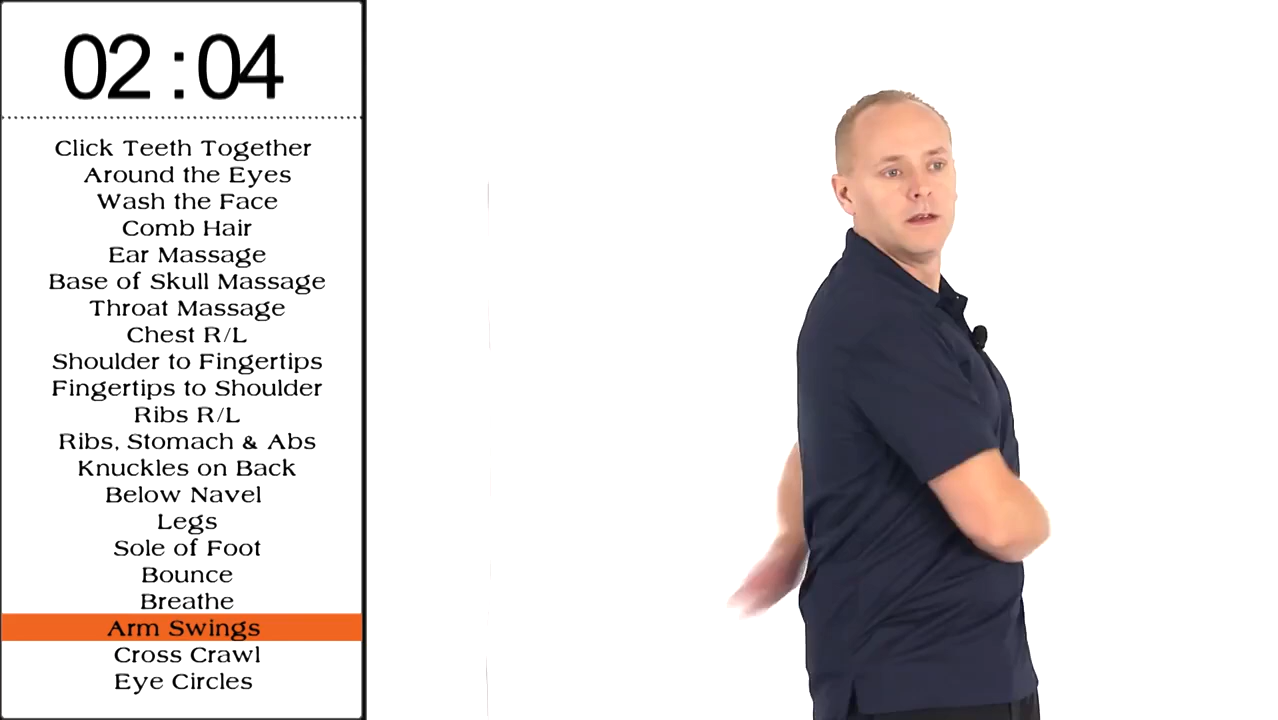 02:04
Click Teeth Together
Around the Eyes
Wash the Face
Comb Hair
Ear Massage
Base of Skull Massage
Throat Massage
Chest R/L
Shoulder to Fingertips
Fingertips to Shoulder
Ribs R/L
Ribs, Stomach & Abs
Knuckles on Back
Below Navel
Legs
Sole of Foot
Bounce
Breathe
Arm Swings
Cross Crawl
Eye Circles